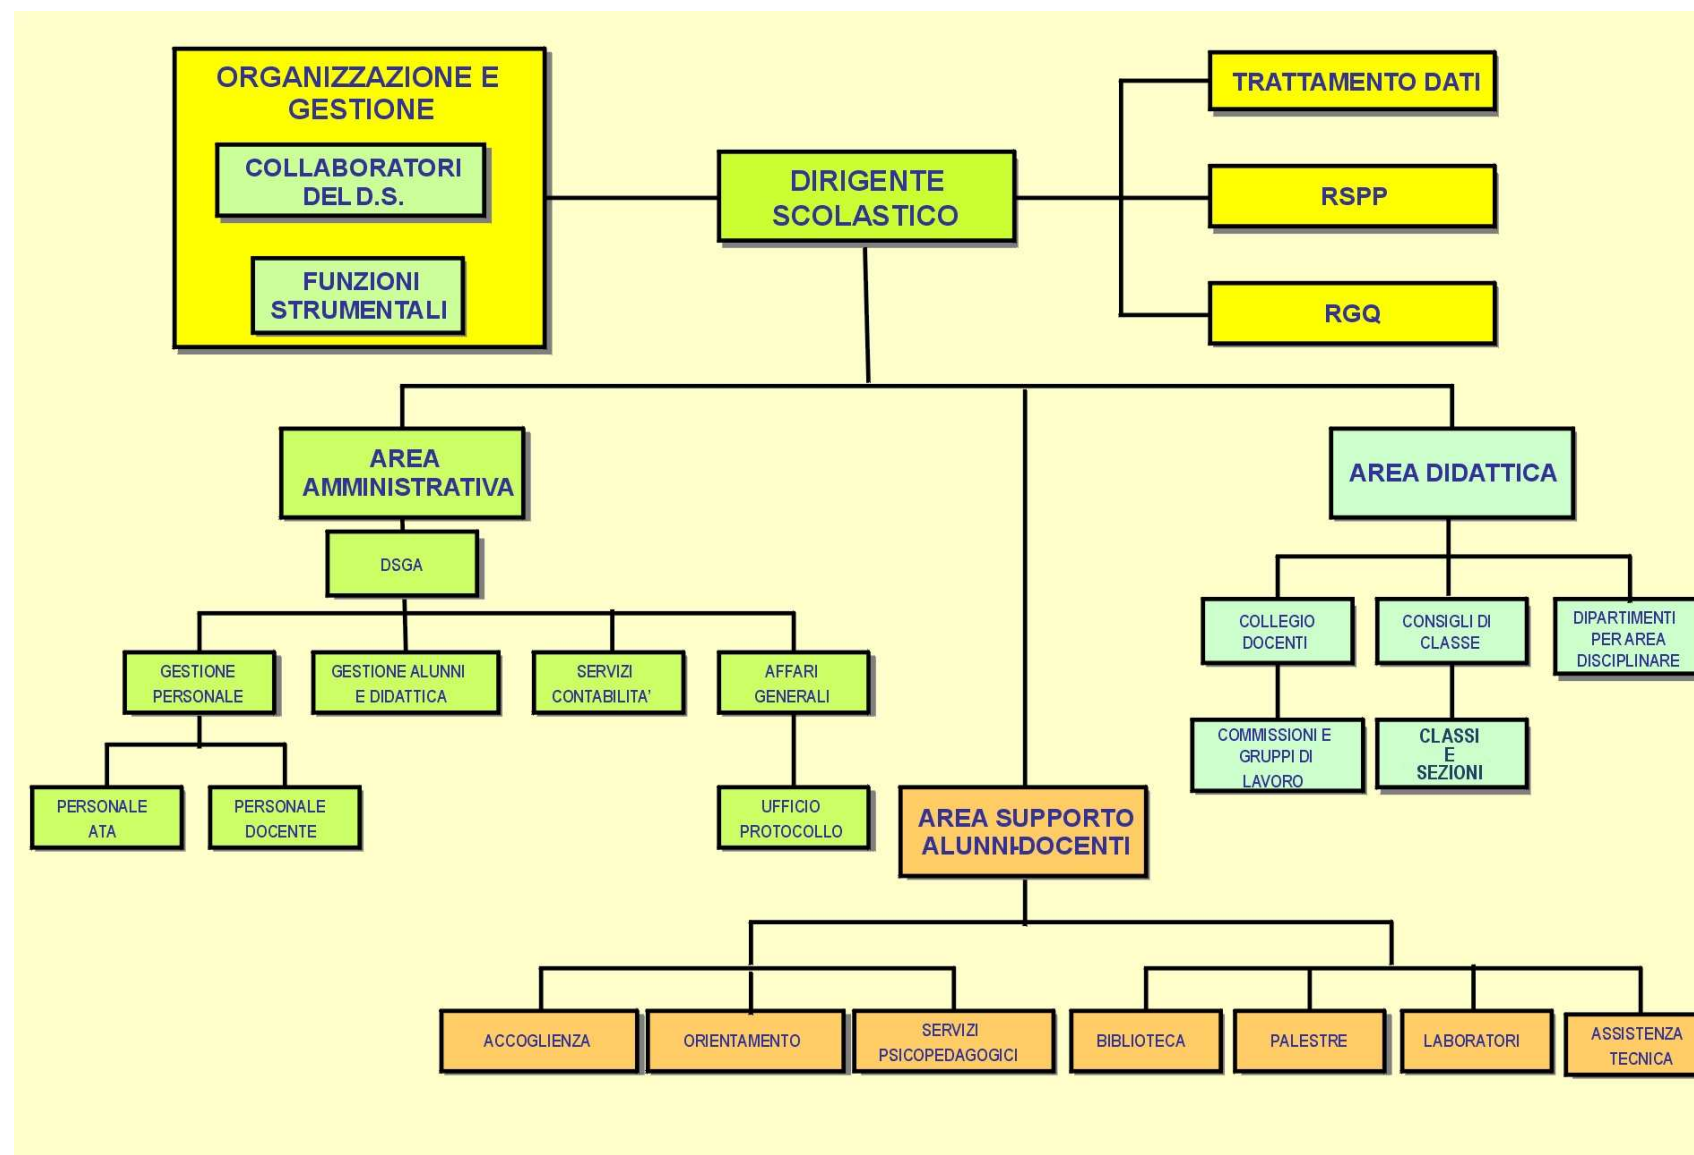 ORGANIZZAZIONE E
GESTIONE
COLLABORATORI
DEL D.S.
FUNZIONI
STRUMENTALI
DIRIGENTE
SCOLASTICO
TRATTAMENTO DATI
RSPP
RGQ
AREA
AMMINISTRATIVA
DSGA
GESTIONE
PERSONALE
GESTIONE ALUNNI
E DIDATTICA
SERVIZI
CONTABILITA'
AFFARI
GENERALI
PERSONALE
ATA
PERSONALE
DOCENTE
UFFICIO
PROTOCOLLO
AREA DIDATTICA
COLLEGIO
DOCENTI
CONSIGLI DI
CLASSE
DIPARTIMENTI
PER AREA
DISCIPLINARE
COMMISSIONI E
GRUPPI DI
LAVORO
CLASSI
E
SEZIONI
AREA SUPPORTO
ALUNNI-DOCENTI
ACCOGLIENZA
ORIENTAMENTO
SERVIZI
PSICOPEDAGOGICI
BIBLIOTECA
PALESTRE
LABORATORI
ASSISTENZA
TECNICA